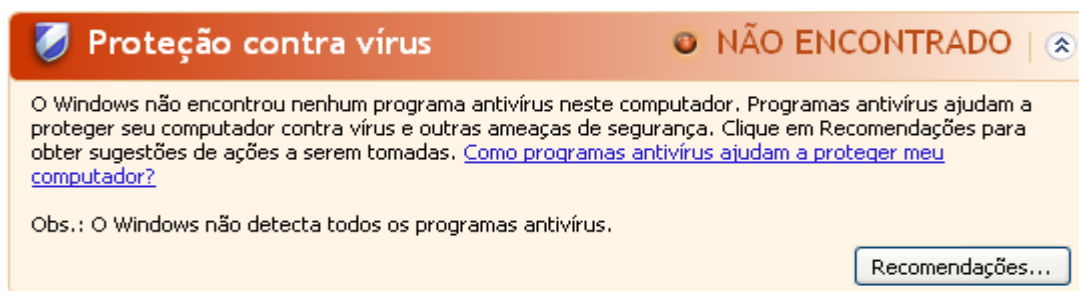 Proteção contra vírus
NÃO ENCONTRADO
O Windows não encontrou nenhum programa antivírus neste computador. Programas antivírus ajudam a
proteger seu computador contra vírus e outras ameaças de segurança. Clique em Recomendações para
obter sugestões de ações a serem tomadas. Como programas antivírus ajudam a proteger meu
computador?
Obs.: O Windows não detecta todos os programas antivírus.
Recomendações...